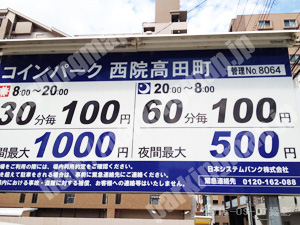 コインパーク 西院高田町 管理No.8064
8:00～20:00
30分毎 100円
間最大 1000円
20:00～8:00
60分毎 100円
夜間最大 500円
日本システムバンク株式会社
緊急連絡先 0120-162-088